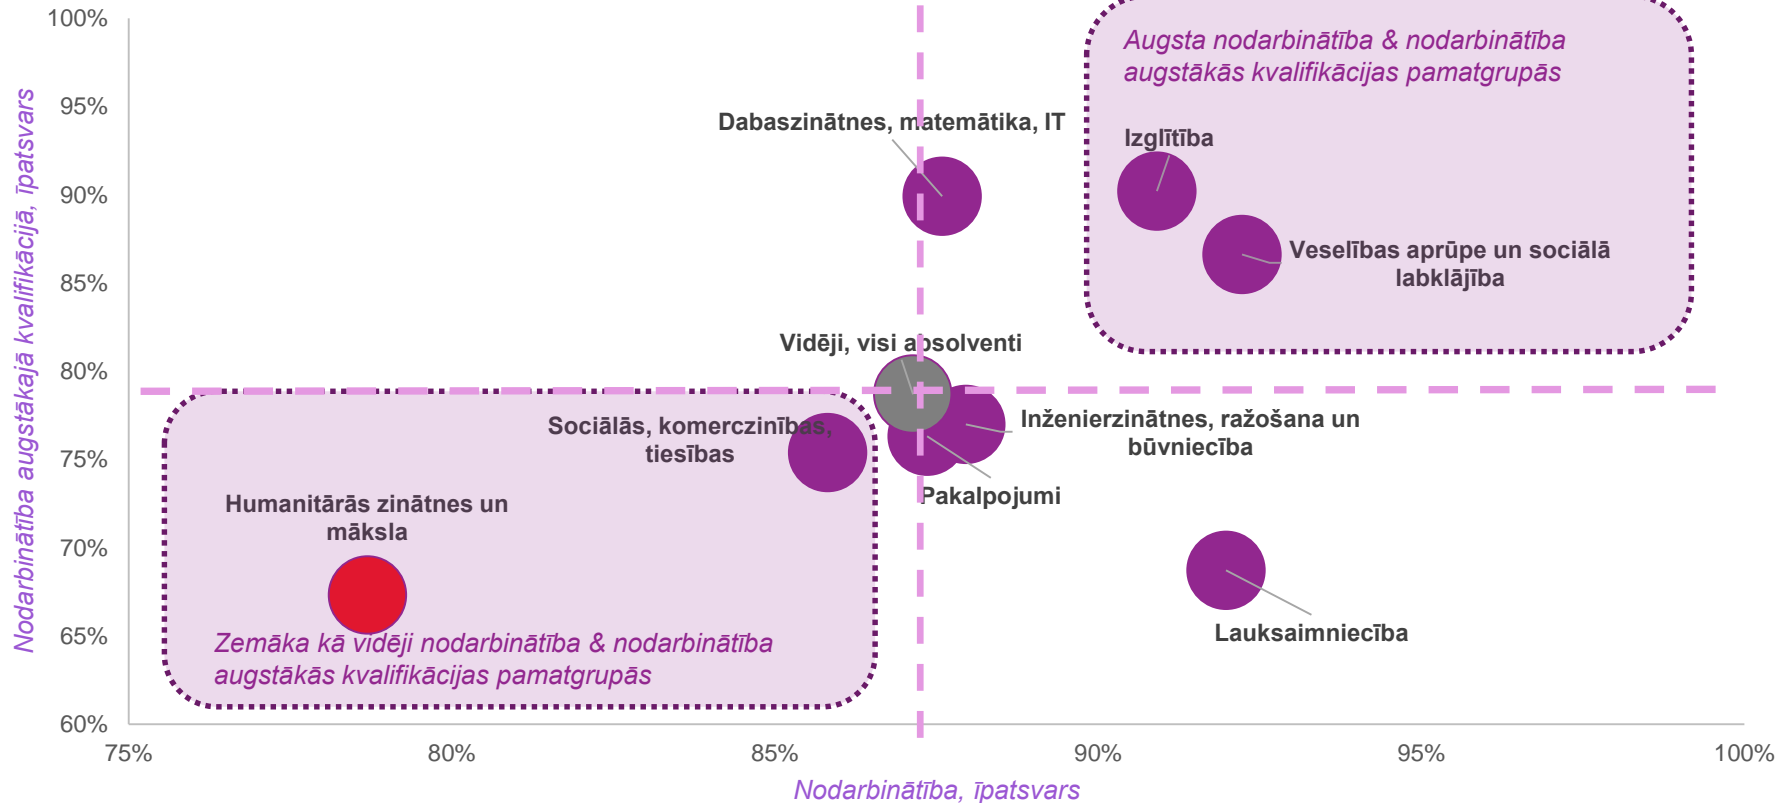 100%
95%
90%
85%
80%
75%
70%
65%
60%
Nodarbinātība augstākajā kvalifikācijā, īpatsvars
Augsta nodarbinātība & nodarbinātība
augstākās kvalifikācijas pamatgrupās
Dabaszinātnes, matemātika, IT
Izglītība
Veselības aprūpe un sociālā
labklājība
Vidēji, visi absolventi
Sociālās, komerczinības,
tiesības
Inženierzinātnes, ražošana un
būvniecība
Pakalpojumi
Humanitārās zinātnes un
māksla
Lauksaimniecība
Zemāka kā vidēji nodarbinātība & nodarbinātība
augstākās kvalifikācijas pamatgrupās
75%
80%
85%
90%
95%
100%
Nodarbinātība, īpatsvars